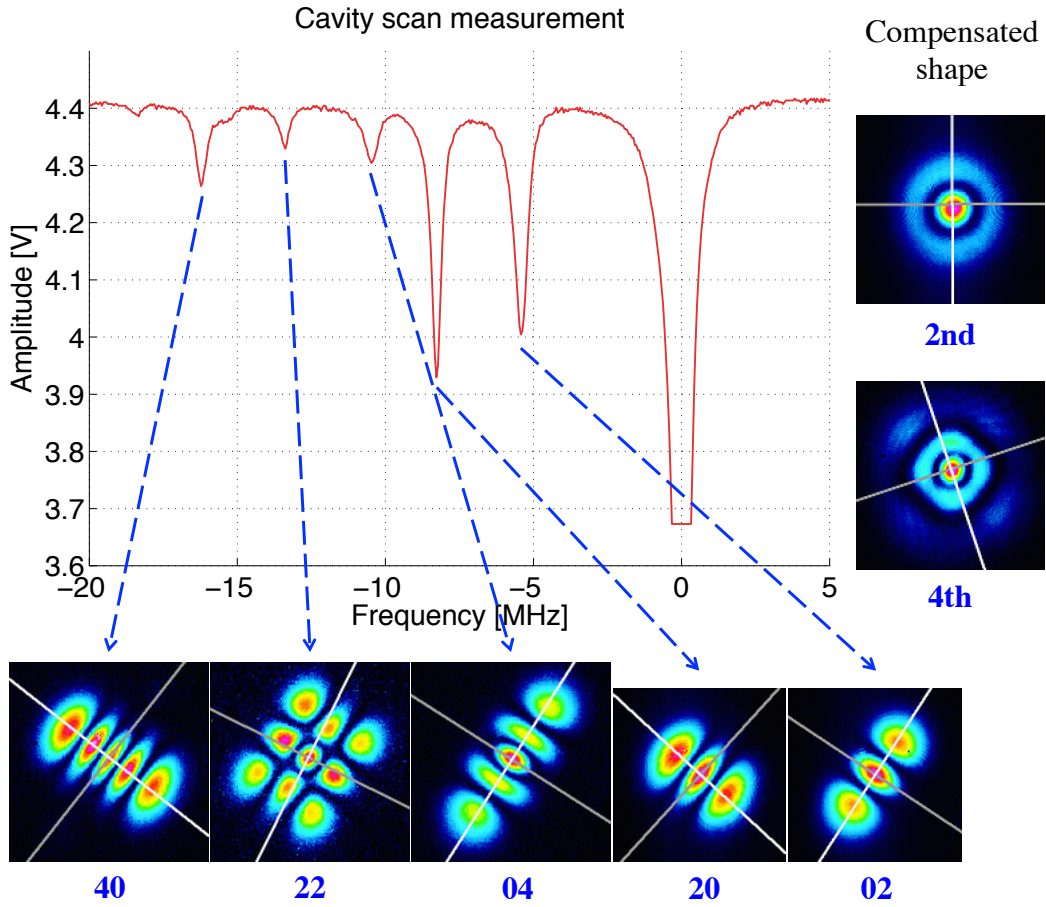 Cavity scan measurement
Compensated
shape
4.4
4.3
4.2
4.1
4
3.9
3.8
3.7
3.6
Amplitude [V]
−20
−15
−10
−5
0
5
Frequency [MHz]
2nd
4th
40
22
04
20
02